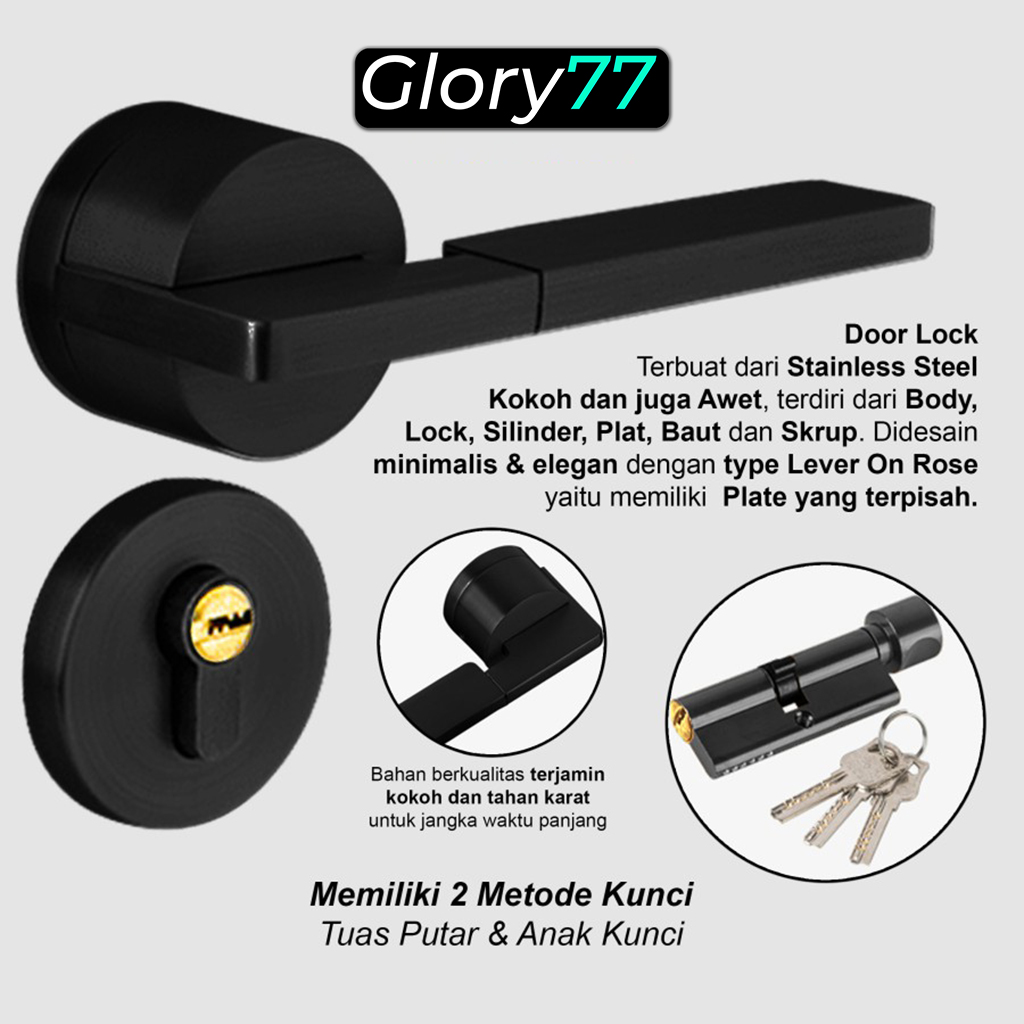 Glory77
Door Lock
Terbuat dari Stainless Steel
Kokoh dan juga Awet, terdiri dari Body,
Lock, Silinder, Plat, Baut dan Skrup. Didesain
minimalis & elegan dengan type Lever On Rose
yaitu memiliki Plate yang terpisah.
Bahan berkualitas terjamin
kokoh dan tahan karat
untuk jangka waktu panjang
Memiliki 2 Metode Kunci
Tuas Putar & Anak Kunci